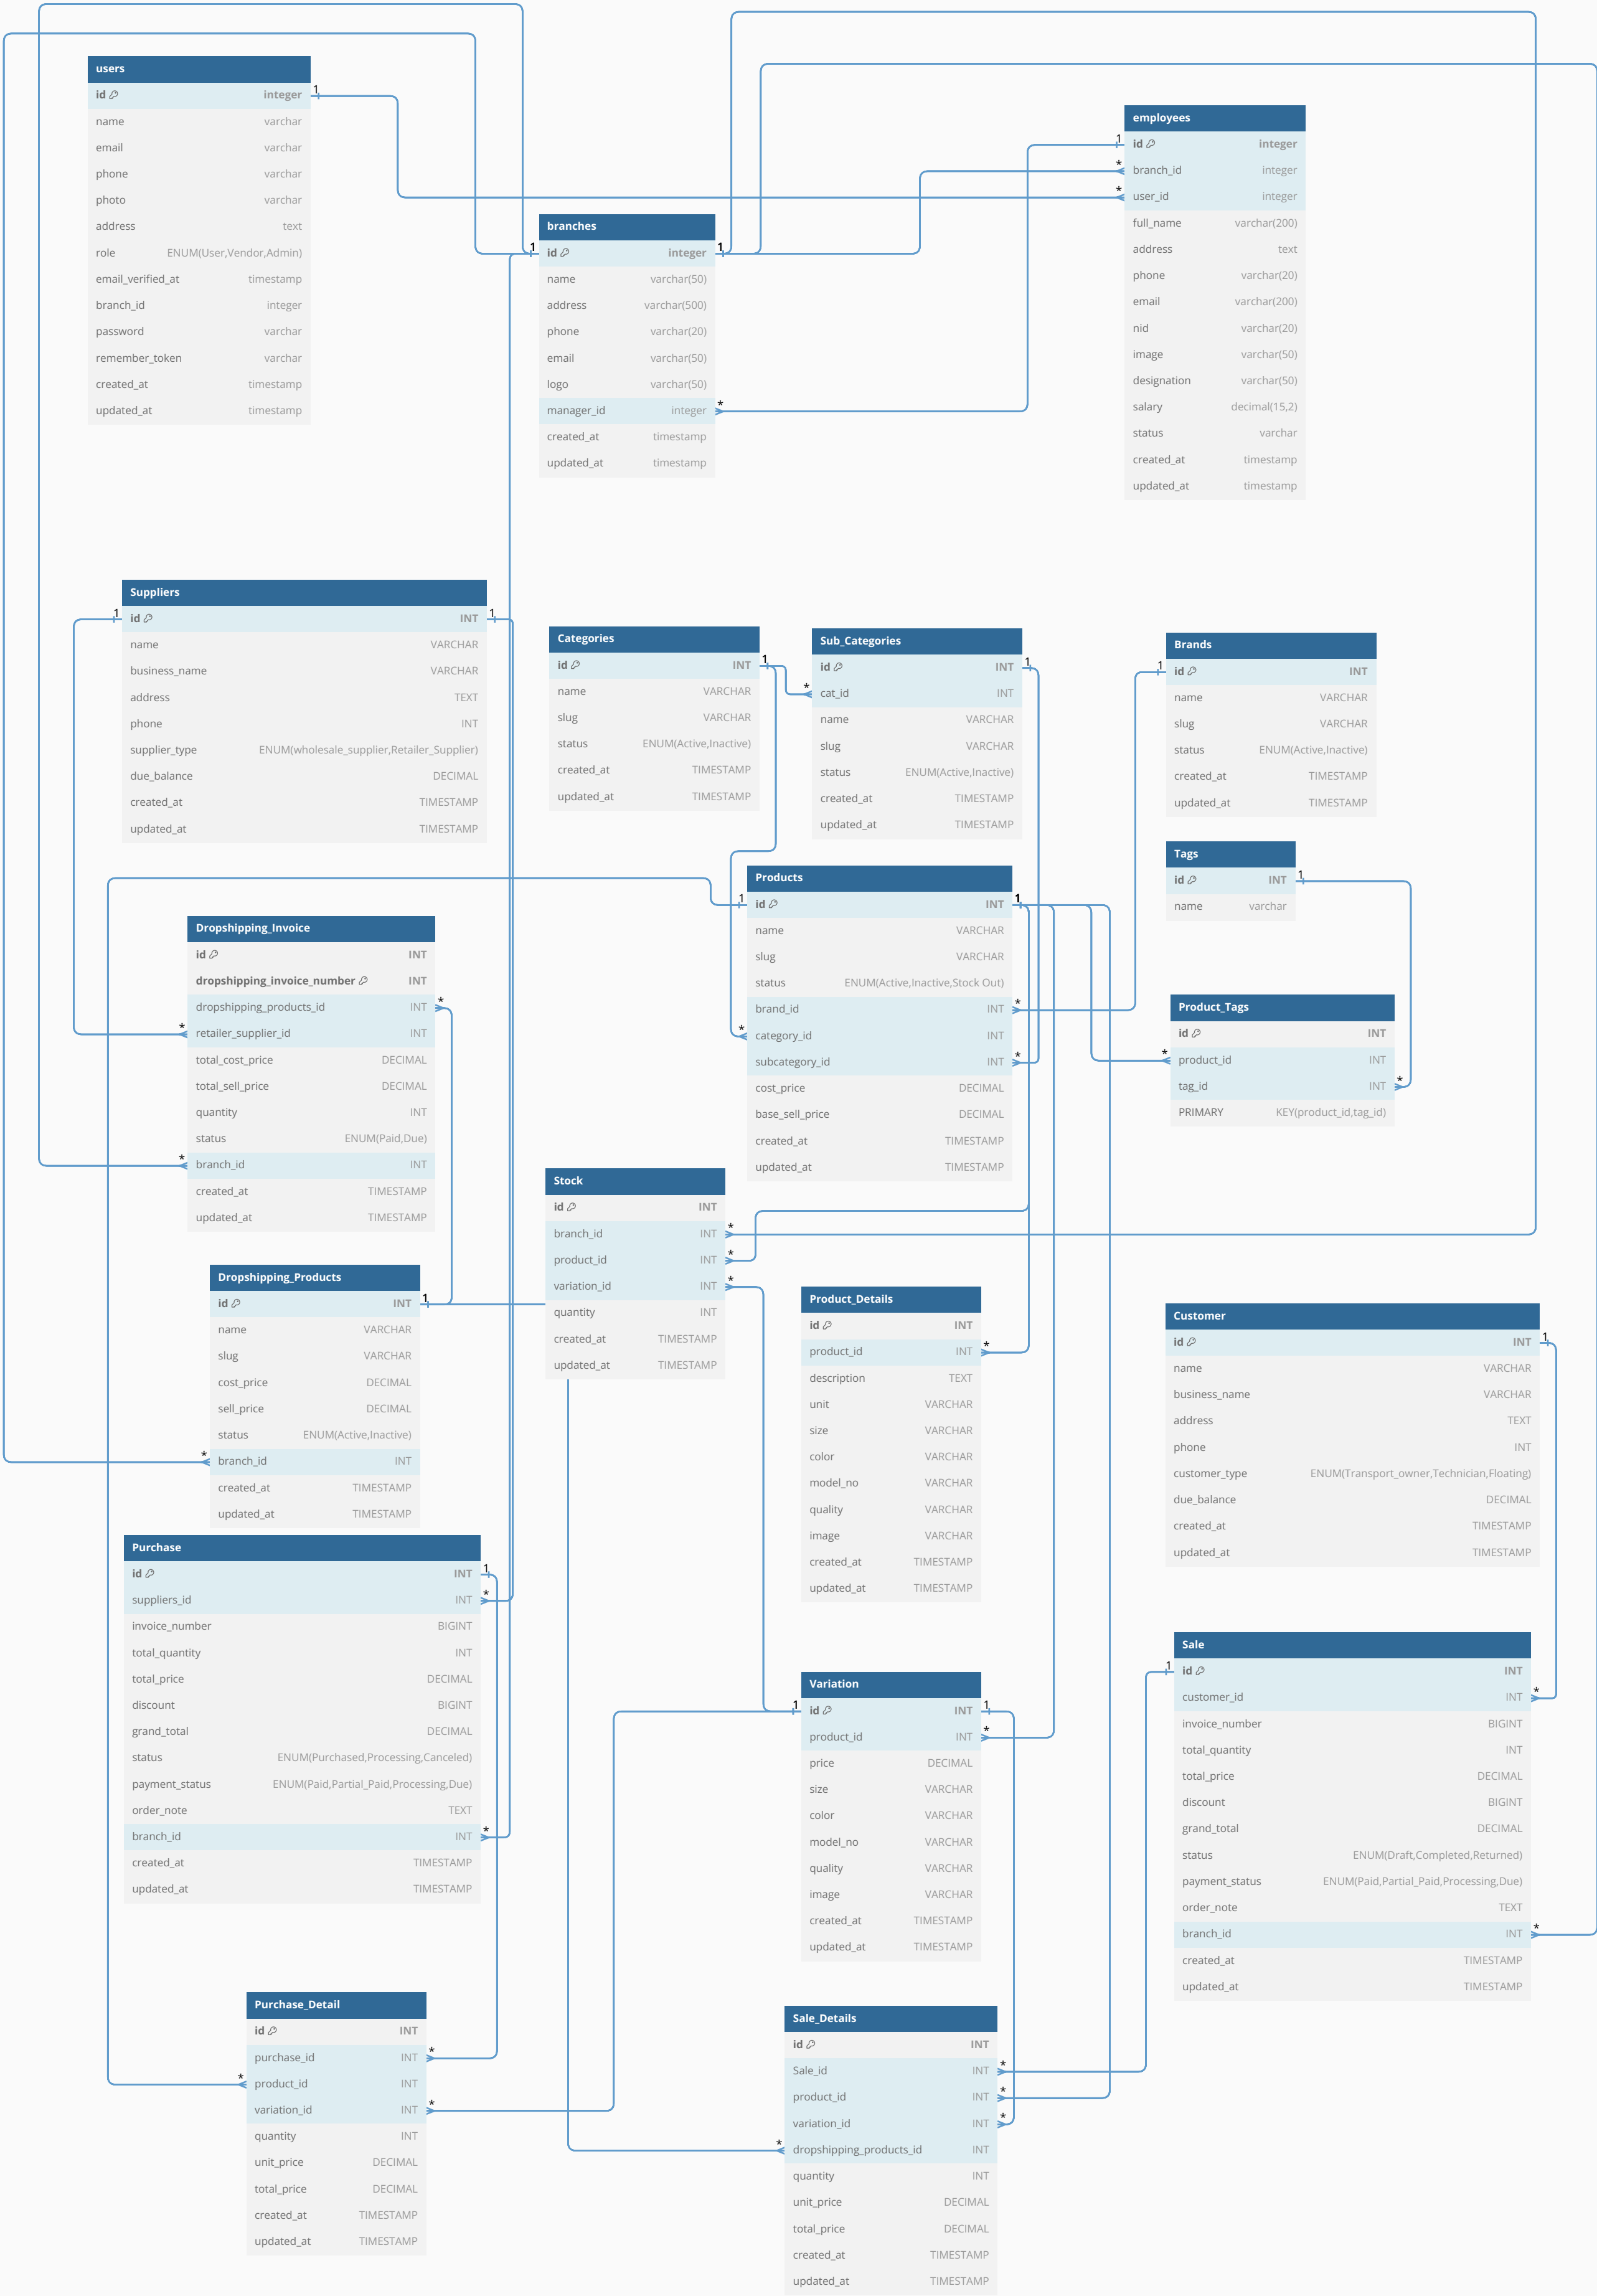 users
id integer
name varchar
email varchar
phone varchar
photo varchar
address text
role ENUM(User,Vendor,Admin)
email_verified_at timestamp
branch_id integer
password varchar
remember_token varchar
created_at timestamp
updated_at timestamp
1
employees
id integer
branch_id integer
user_id integer
full_name varchar(200)
address text
phone varchar(20)
email varchar(200)
nid varchar(20)
image varchar(50)
designation varchar(50)
salary decimal(15,2)
status varchar
created_at timestamp
updated_at timestamp
1
*
*
branches
1 id integer 1
name varchar(50)
address varchar(500)
phone varchar(20)
email varchar(50)
logo varchar(50)
manager_id integer *
created_at timestamp
updated_at timestamp
Suppliers
1 id INT 1
name VARCHAR
business_name VARCHAR
address TEXT
phone INT
supplier_type ENUM(wholesale_supplier,Retailer_Supplier)
due_balance DECIMAL
created_at TIMESTAMP
updated_at TIMESTAMP
Categories
id INT 1
name VARCHAR
slug VARCHAR
status ENUM(Active,Inactive)
created_at TIMESTAMP
updated_at TIMESTAMP
Sub_Categories
id INT 1
* cat_id INT
name VARCHAR
slug VARCHAR
status ENUM(Active,Inactive)
created_at TIMESTAMP
updated_at TIMESTAMP
Brands
1 id INT
name VARCHAR
slug VARCHAR
status ENUM(Active,Inactive)
created_at TIMESTAMP
updated_at TIMESTAMP
Tags
id INT 1
name varchar
Products
1 id INT 1
name VARCHAR
slug VARCHAR
status ENUM(Active,Inactive,Stock Out)
brand_id INT *
* category_id INT
subcategory_id INT *
cost_price DECIMAL
base_sell_price DECIMAL
created_at TIMESTAMP
updated_at TIMESTAMP
Dropshipping_Invoice
id INT
dropshipping_invoice_number INT
dropshipping_products_id INT *
* retailer_supplier_id INT
total_cost_price DECIMAL
total_sell_price DECIMAL
quantity INT
status ENUM(Paid,Due)
* branch_id INT
created_at TIMESTAMP
updated_at TIMESTAMP
Product_Tags
id INT
* product_id INT
tag_id INT *
PRIMARY KEY(product_id,tag_id)
Stock
id INT
branch_id INT *
product_id INT *
variation_id INT *
quantity INT
created_at TIMESTAMP
updated_at TIMESTAMP
Dropshipping_Products
id INT 1
name VARCHAR
slug VARCHAR
cost_price DECIMAL
sell_price DECIMAL
status ENUM(Active,Inactive)
* branch_id INT
created_at TIMESTAMP
updated_at TIMESTAMP
Product_Details
id INT
product_id INT *
description TEXT
unit VARCHAR
size VARCHAR
color VARCHAR
model_no VARCHAR
quality VARCHAR
image VARCHAR
created_at TIMESTAMP
updated_at TIMESTAMP
Customer
id INT 1
name VARCHAR
business_name VARCHAR
address TEXT
phone INT
customer_type ENUM(Transport_owner,Technician,Floating)
due_balance DECIMAL
created_at TIMESTAMP
updated_at TIMESTAMP
Purchase
id INT 1
suppliers_id INT *
invoice_number BIGINT
total_quantity INT
total_price DECIMAL
discount BIGINT
grand_total DECIMAL
status ENUM(Purchased,Processing,Canceled)
payment_status ENUM(Paid,Partial_Paid,Processing,Due)
order_note TEXT
branch_id INT *
created_at TIMESTAMP
updated_at TIMESTAMP
Variation
1 id INT 1
product_id INT *
price DECIMAL
size VARCHAR
color VARCHAR
model_no VARCHAR
quality VARCHAR
image VARCHAR
created_at TIMESTAMP
updated_at TIMESTAMP
Sale
1 id INT
customer_id INT *
invoice_number BIGINT
total_quantity INT
total_price DECIMAL
discount BIGINT
grand_total DECIMAL
status ENUM(Draft,Completed,Returned)
payment_status ENUM(Paid,Partial_Paid,Processing,Due)
order_note TEXT
branch_id INT *
created_at TIMESTAMP
updated_at TIMESTAMP
Purchase_Detail
id INT
purchase_id INT *
* product_id INT
variation_id INT *
quantity INT
unit_price DECIMAL
total_price DECIMAL
created_at TIMESTAMP
updated_at TIMESTAMP
Sale_Details
id INT
Sale_id INT *
product_id INT *
variation_id INT *
* dropshipping_products_id INT
quantity INT
unit_price DECIMAL
total_price DECIMAL
created_at TIMESTAMP
updated_at TIMESTAMP